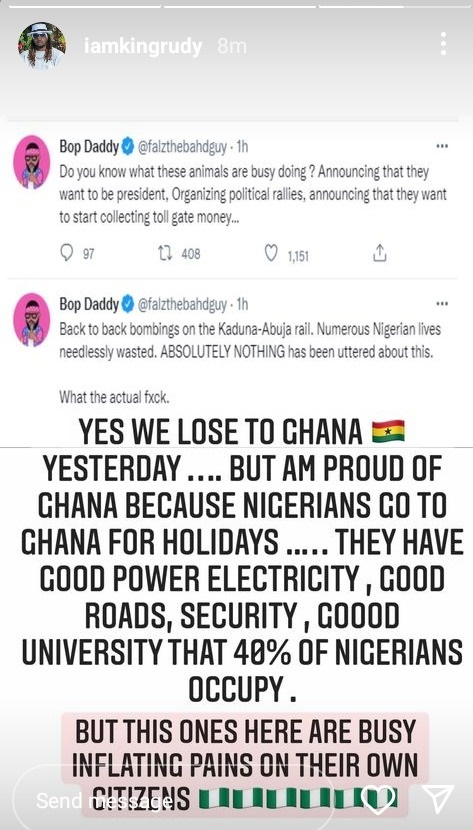 iamkingrudy 8m
Bop Daddy @falzthebahdguy · 1h
Do you know what these animals are busy doing ? Announcing that they
want to be president, Organizing political rallies, announcing that they want
to start collecting toll gate money...
97 408 1,151
Bop Daddy @falzthebahdguy · 1h
Back to back bombings on the Kaduna-Abuja rail. Numerous Nigerian lives
needlessly wasted. ABSOLUTELY NOTHING has been uttered about this.
What the actual fxck.
YES WE LOSE TO GHANA 🇬🇭
YESTERDAY .... BUT AM PROUD OF
GHANA BECAUSE NIGERIANS GO TO
GHANA FOR HOLIDAYS ..... THEY HAVE
GOOD POWER ELECTRICITY , GOOD
ROADS, SECURITY , GOOOD
UNIVERSITY THAT 40% OF NIGERIANS
OCCUPY .
BUT THIS ONES HERE ARE BUSY
INFLATING PAINS ON THEIR OWN
CITIZENS 🇳🇬🇳🇬🇳🇬🇳🇬🇳🇬🇳🇬
Send message